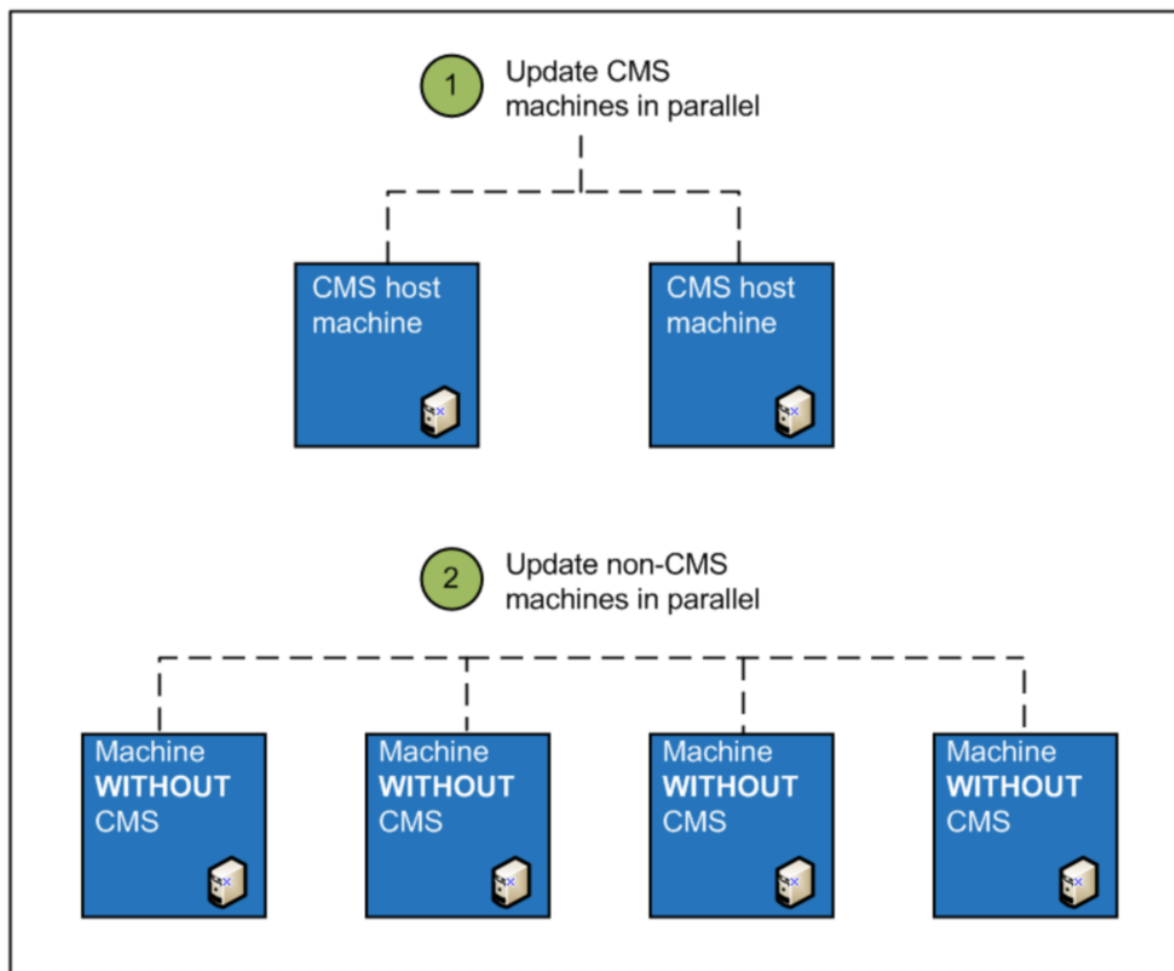 1
Update CMS
machines in parallel
CMS host
machine
CMS host
machine
2
Update non-CMS
machines in parallel
Machine
WITHOUT
CMS
Machine
WITHOUT
CMS
Machine
WITHOUT
CMS
Machine
WITHOUT
CMS